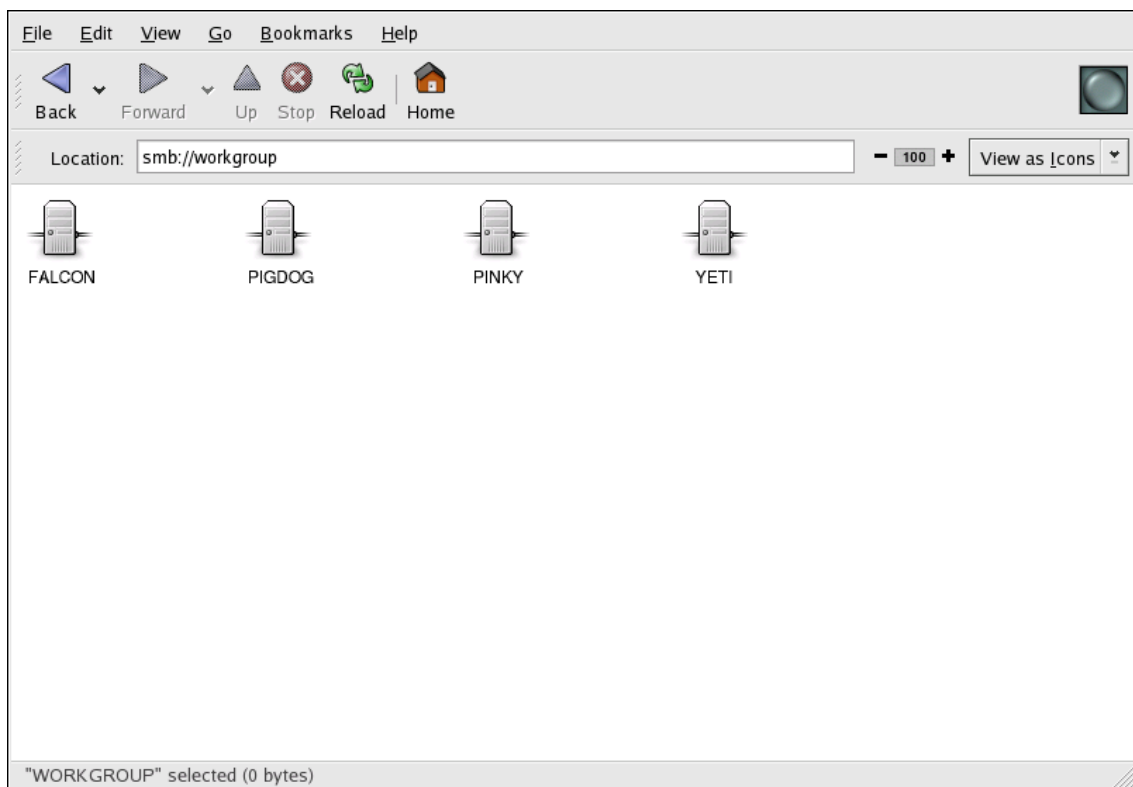 File Edit View Go Bookmarks Help
Back Forward Up Stop Reload Home
Location: smb://workgroup 100 View as Icons
FALCON PIGDOG PINKY YETI
"WORKGROUP" selected (0 bytes)